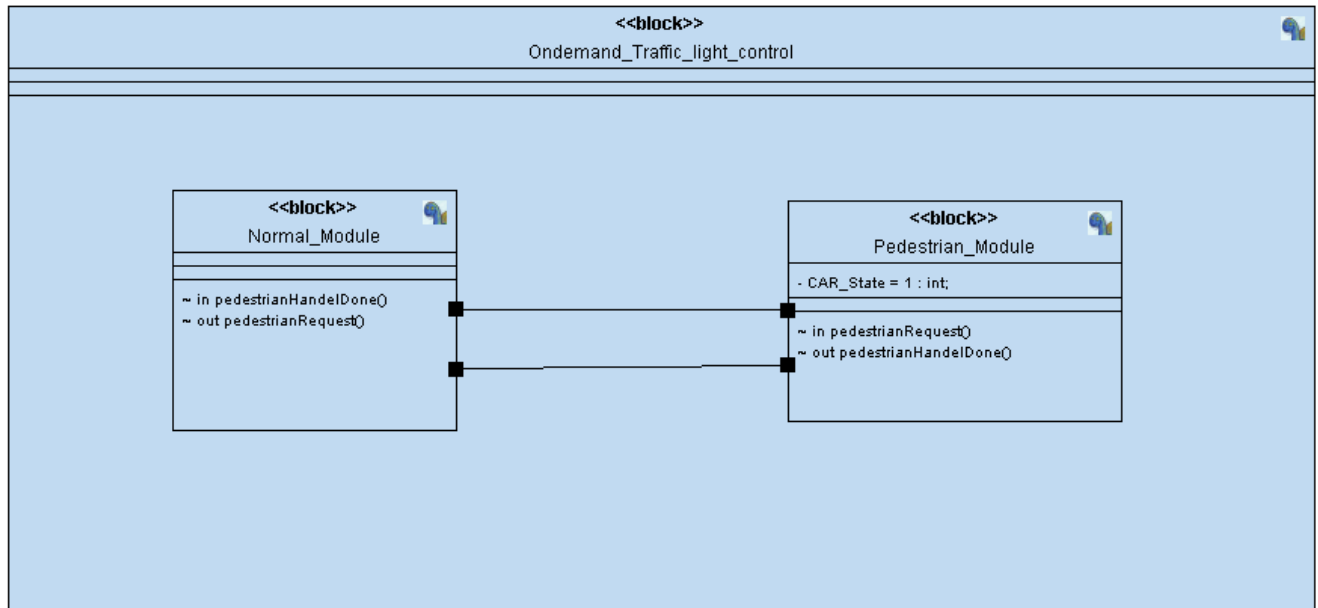 <<block>>
Ondemand_Traffic_light_control
<<block>>
Normal_Module
~ in pedestrianHandelDone()
~ out pedestrianRequest()
<<block>>
Pedestrian_Module
- CAR_State = 1 : int;
~ in pedestrianRequest()
~ out pedestrianHandelDone()